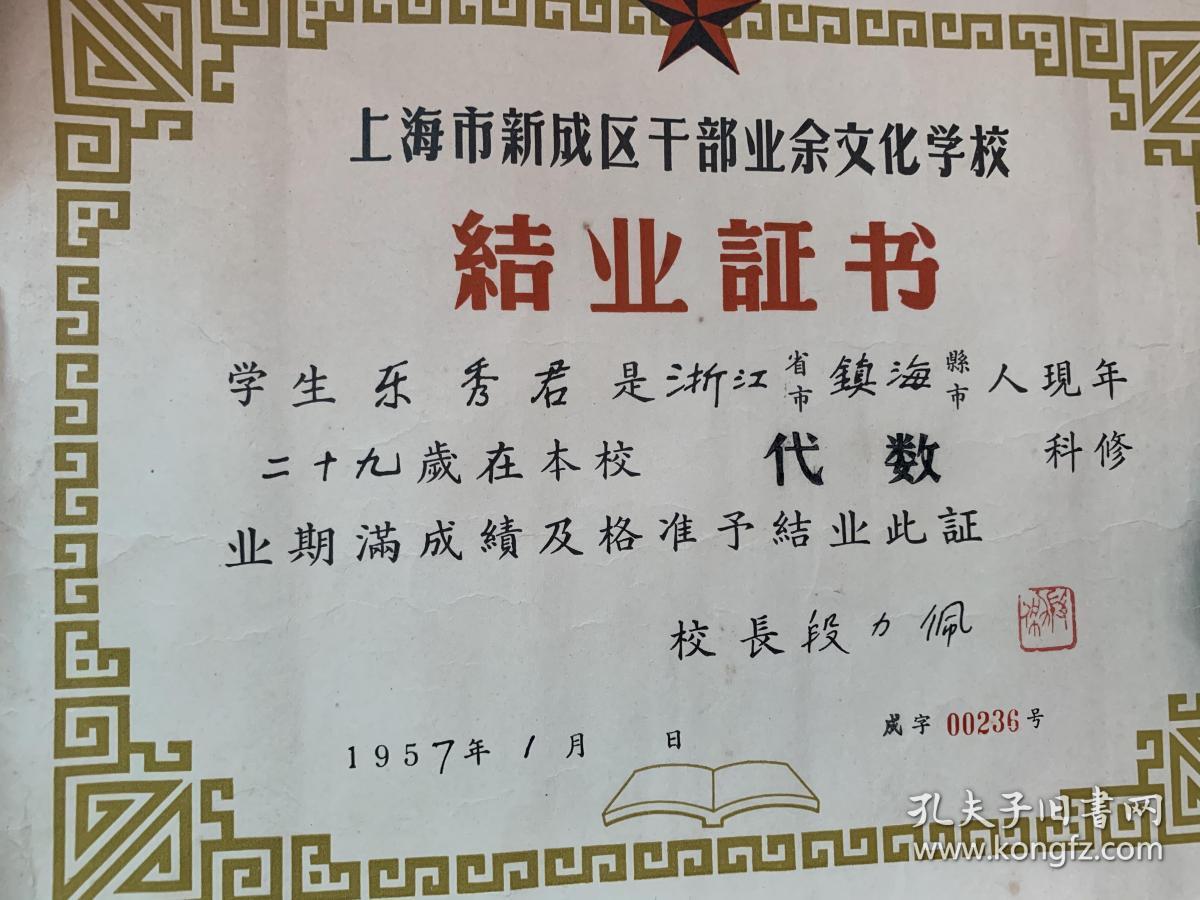 上海市新成区干部业余文化学校
結业証书
学生乐秀君是浙江省市鎮海縣市人現年
二十九歲在本校 代数 科修
业期滿成績及格准予結业此証
校長段力佩
成字 00236 号
1957年1月 日
孔夫子旧書网
www.kongfz.com